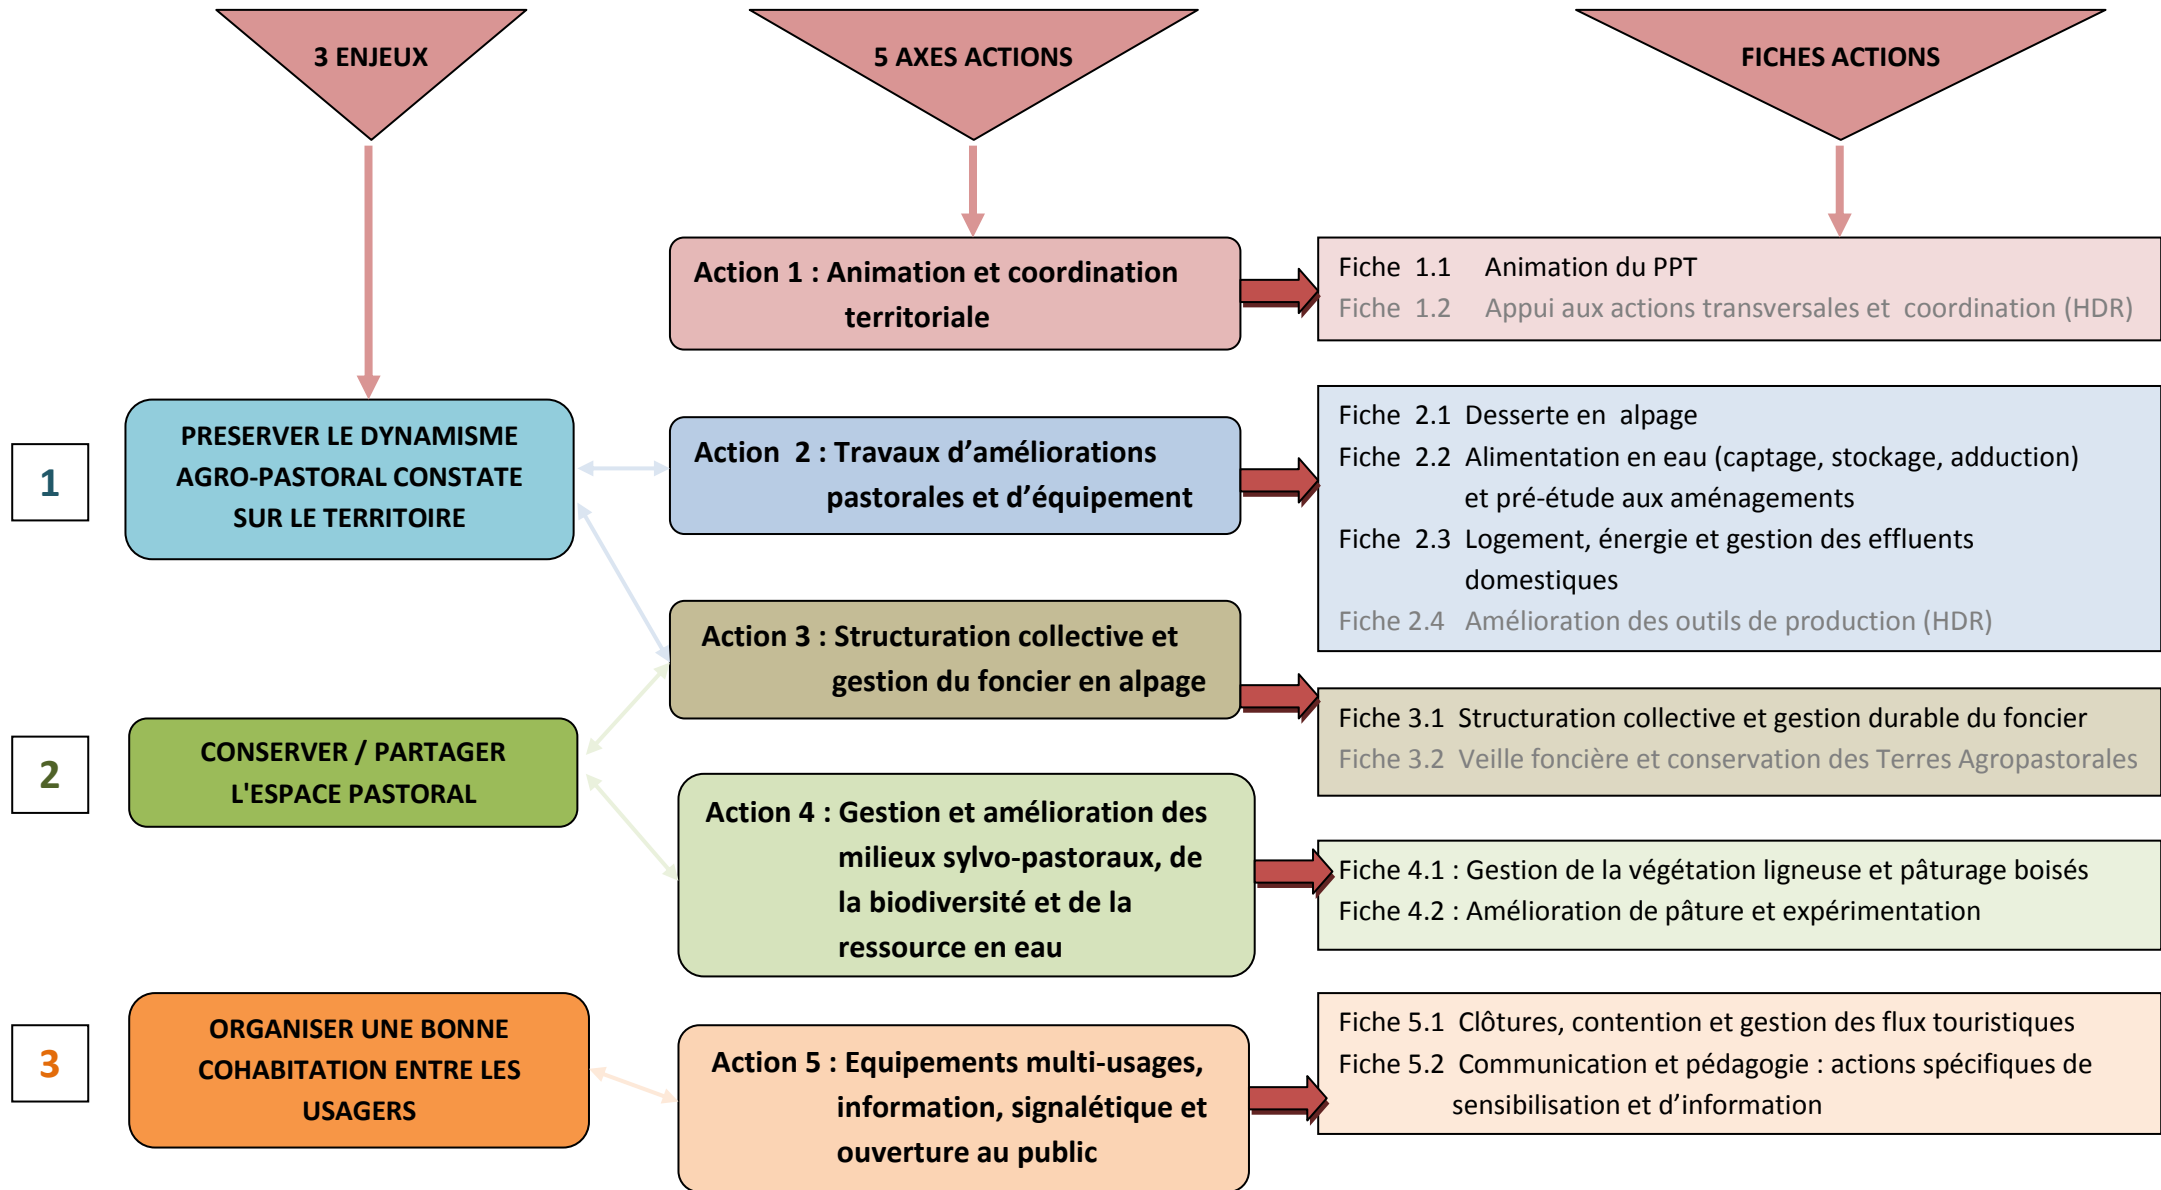 3 ENJEUX
5 AXES ACTIONS
FICHES ACTIONS
Action 1 : Animation et coordination
territoriale
Fiche 1.1 Animation du PPT
Fiche 1.2 Appui aux actions transversales et coordination (HDR)
1
PRESERVER LE DYNAMISME
AGRO-PASTORAL CONSTATE
SUR LE TERRITOIRE
Action 2 : Travaux d’améliorations
pastorales et d’équipement
Fiche 2.1 Desserte en alpage
Fiche 2.2 Alimentation en eau (captage, stockage, adduction)
et pré-étude aux aménagements
Fiche 2.3 Logement, énergie et gestion des effluents
domestiques
Fiche 2.4 Amélioration des outils de production (HDR)
Action 3 : Structuration collective et
gestion du foncier en alpage
Fiche 3.1 Structuration collective et gestion durable du foncier
Fiche 3.2 Veille foncière et conservation des Terres Agropastorales
2
CONSERVER / PARTAGER
L'ESPACE PASTORAL
Action 4 : Gestion et amélioration des
milieux sylvo-pastoraux, de
la biodiversité et de la
ressource en eau
Fiche 4.1 : Gestion de la végétation ligneuse et pâturage boisés
Fiche 4.2 : Amélioration de pâture et expérimentation
3
ORGANISER UNE BONNE
COHABITATION ENTRE LES
USAGERS
Action 5 : Equipements multi-usages,
information, signalétique et
ouverture au public
Fiche 5.1 Clôtures, contention et gestion des flux touristiques
Fiche 5.2 Communication et pédagogie : actions spécifiques de
sensibilisation et d’information